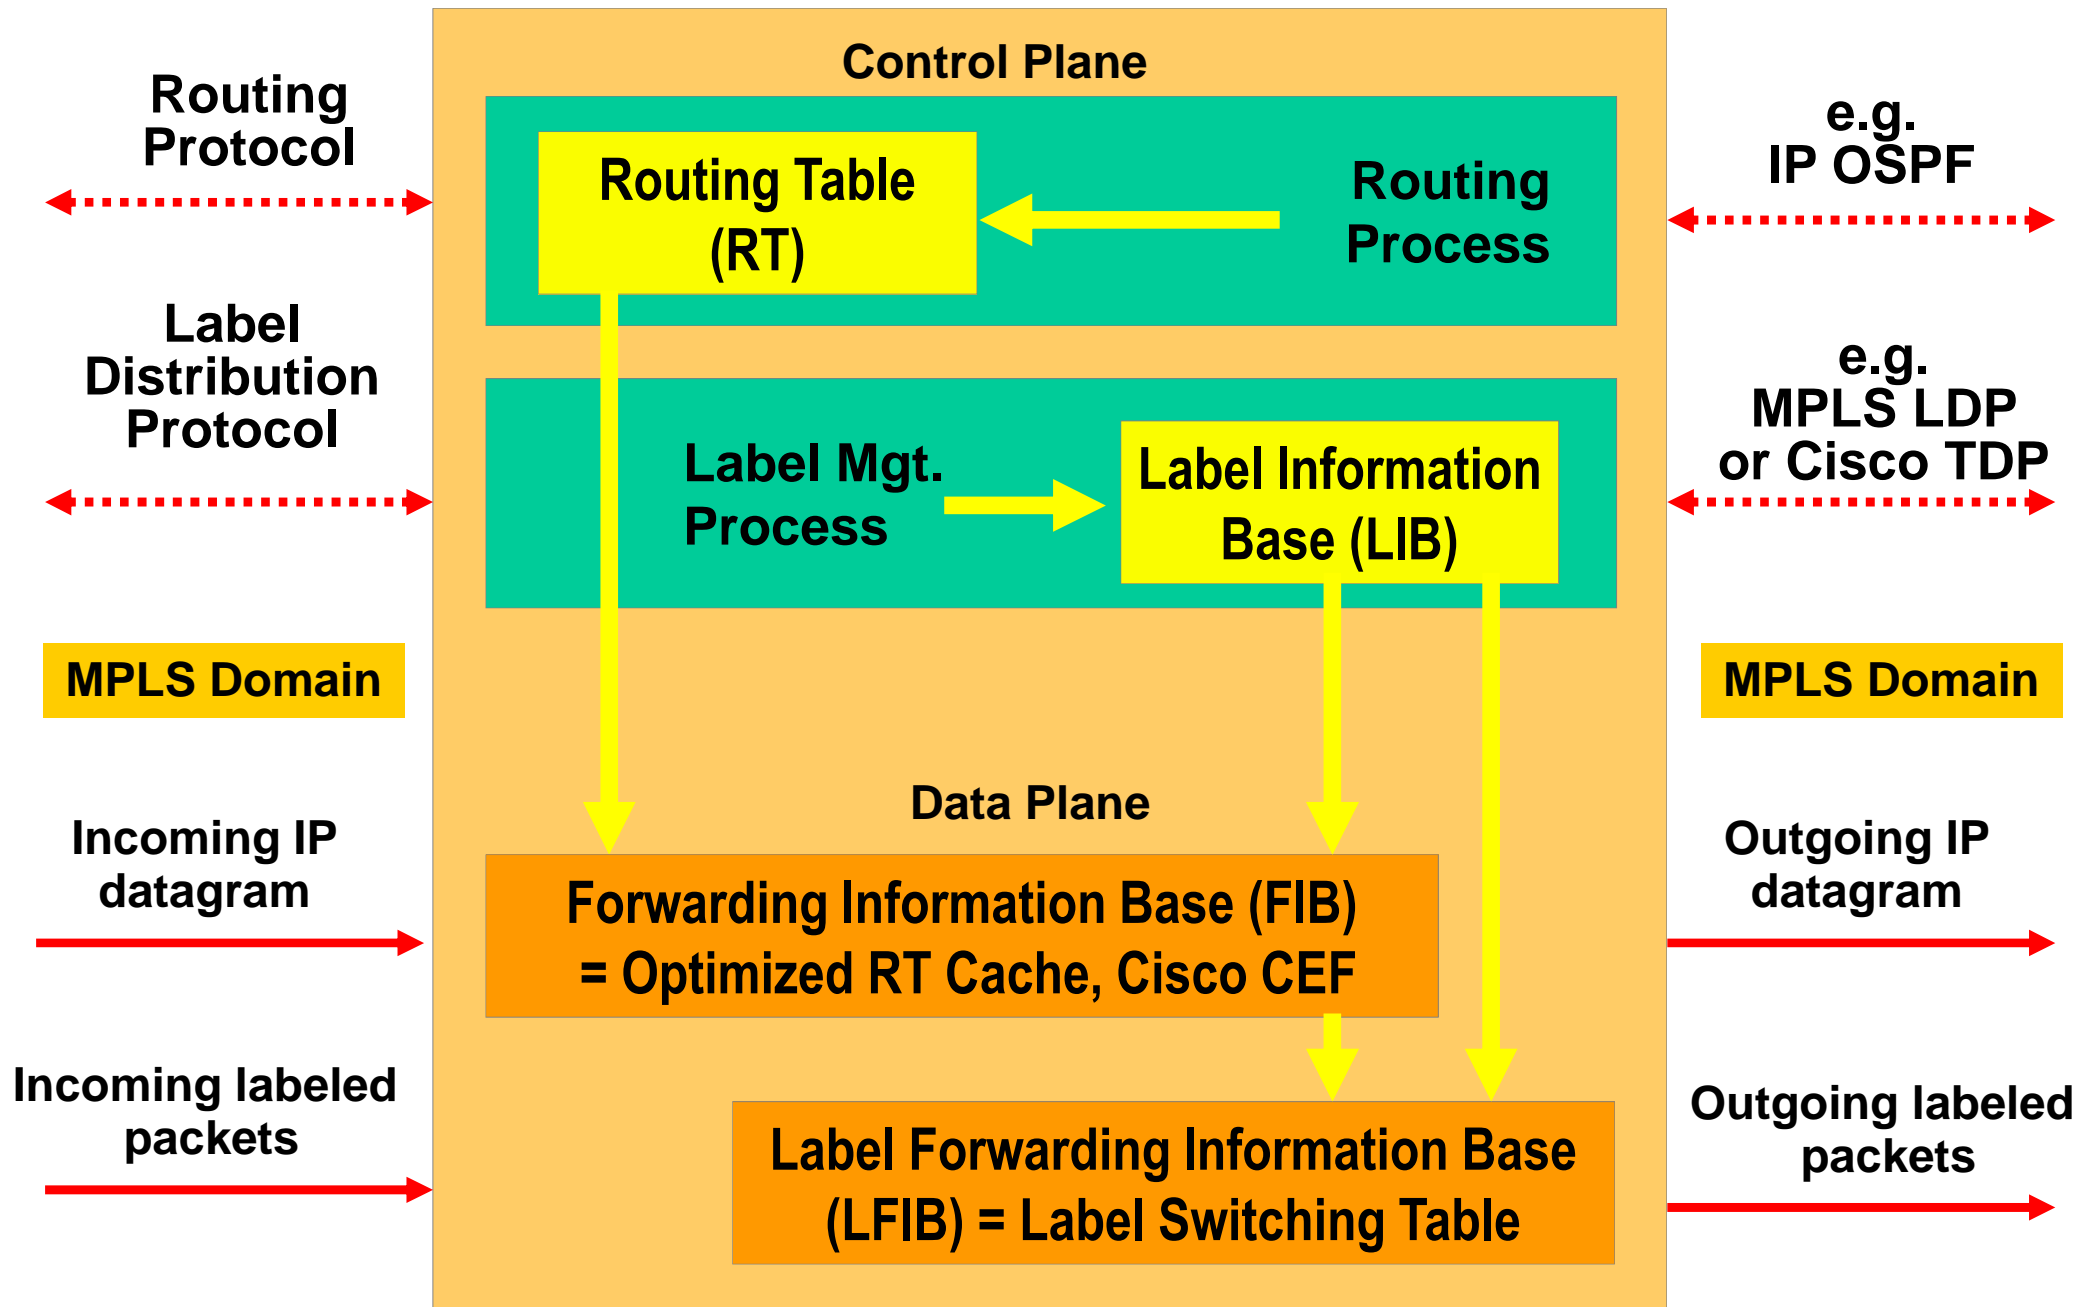 Control Plane
Routing
Protocol
Routing Table
(RT)
Routing
Process
e.g.
IP OSPF
Label
Distribution
Protocol
Label Mgt.
Process
Label Information
Base (LIB)
e.g.
MPLS LDP
or Cisco TDP
MPLS Domain
MPLS Domain
Data Plane
Incoming IP
datagram
Forwarding Information Base (FIB)
= Optimized RT Cache, Cisco CEF
Outgoing IP
datagram
Incoming labeled
packets
Label Forwarding Information Base
(LFIB) = Label Switching Table
Outgoing labeled
packets